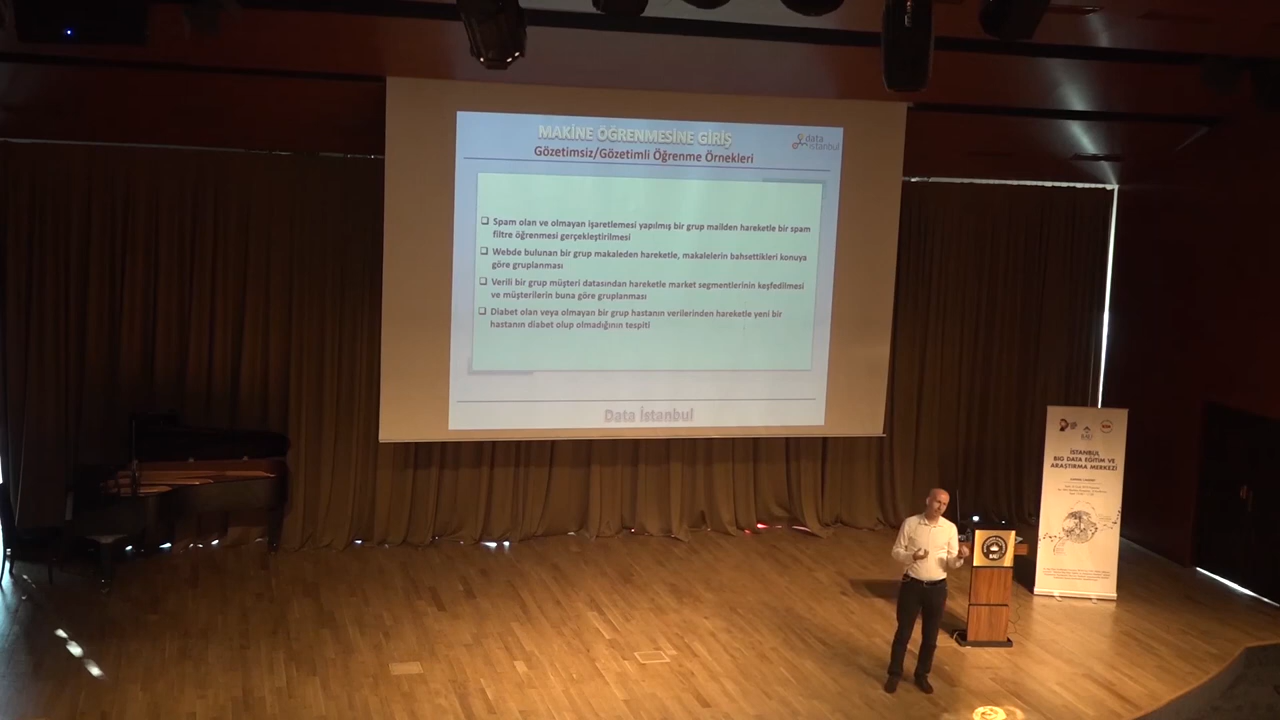 MAKİNE ÖĞRENMESİNE GİRİŞ
Gözetimsiz/Gözetimli Öğrenme Örnekleri
data
istanbul
Spam olan ve olmayan işaretlemesi yapılmış bir grup mailden hareketle bir spam
filtre öğrenmesi gerçekleştirilmesi
Webde bulunan bir grup makaleden hareketle, makalelerin bahsettikleri konuya
göre gruplanması
Verili bir grup müşteri datasından hareketle market segmentlerinin keşfedilmesi
ve müşterilerin buna göre gruplanması
Diabet olan veya olmayan bir grup hastanın verilerinden hareketle yeni bir
hastanın diabet olup olmadığının tespiti
Data İstanbul
İSTANBUL
BIG DATA EĞİTİM VE
ARAŞTIRMA MERKEZİ